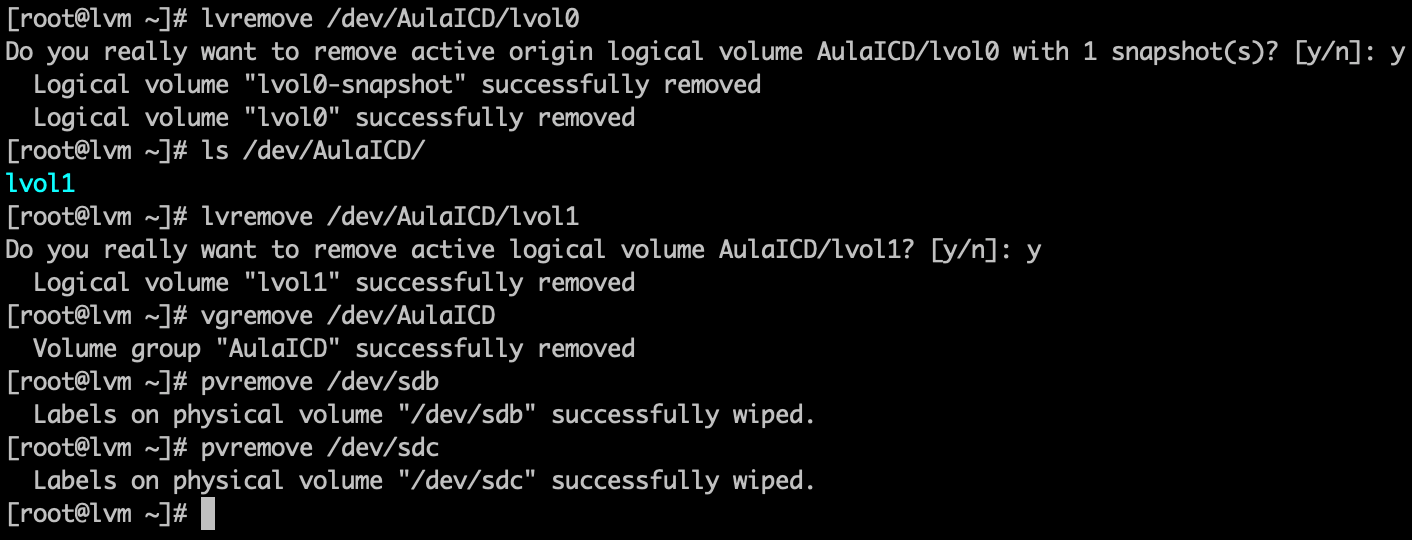 [root@lvm ~]# lvremove /dev/AulaICD/lvol0
Do you really want to remove active origin logical volume AulaICD/lvol0 with 1 snapshot(s)? [y/n]: y
  Logical volume "lvol0-snapshot" successfully removed
  Logical volume "lvol0" successfully removed
[root@lvm ~]# ls /dev/AulaICD/
lvol1
[root@lvm ~]# lvremove /dev/AulaICD/lvol1
Do you really want to remove active logical volume AulaICD/lvol1? [y/n]: y
  Logical volume "lvol1" successfully removed
[root@lvm ~]# vgremove /dev/AulaICD
  Volume group "AulaICD" successfully removed
[root@lvm ~]# pvremove /dev/sdb
  Labels on physical volume "/dev/sdb" successfully wiped.
[root@lvm ~]# pvremove /dev/sdc
  Labels on physical volume "/dev/sdc" successfully wiped.
[root@lvm ~]#